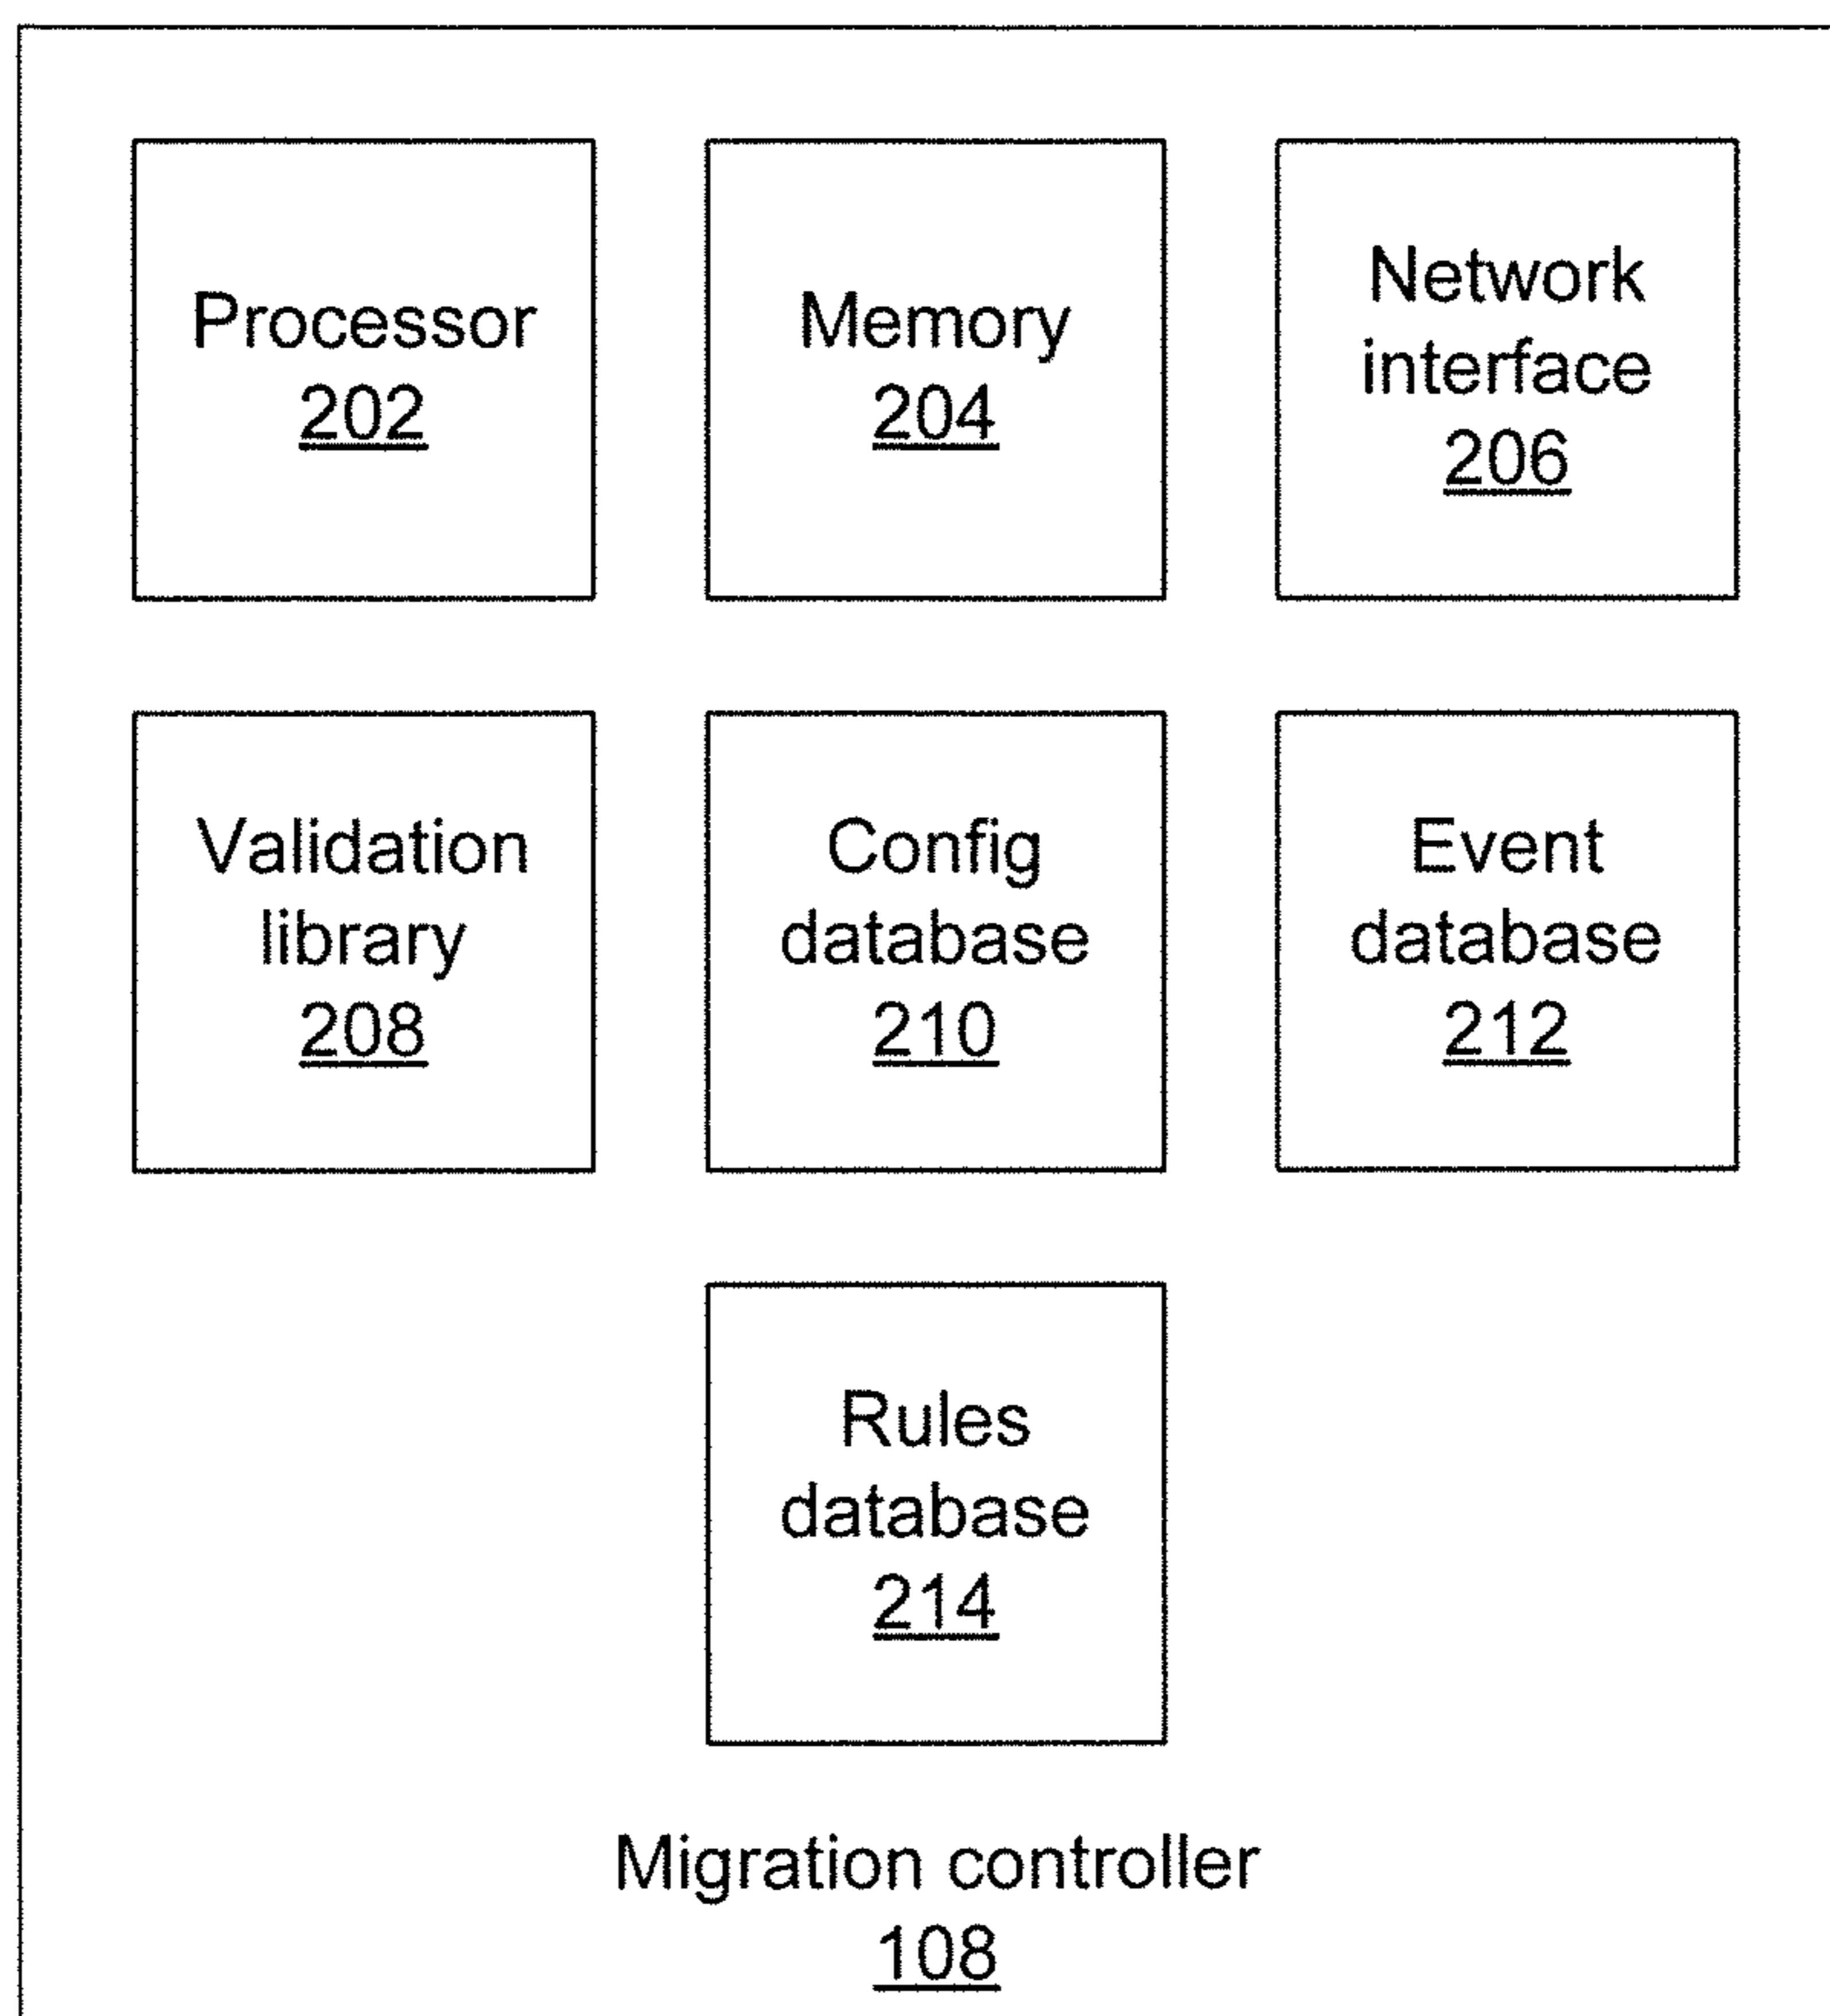 Processor
202
Memory
204
Network
interface
206
Validation
library
208
Config
database
210
Event
database
212
Rules
database
214
Migration controller
108